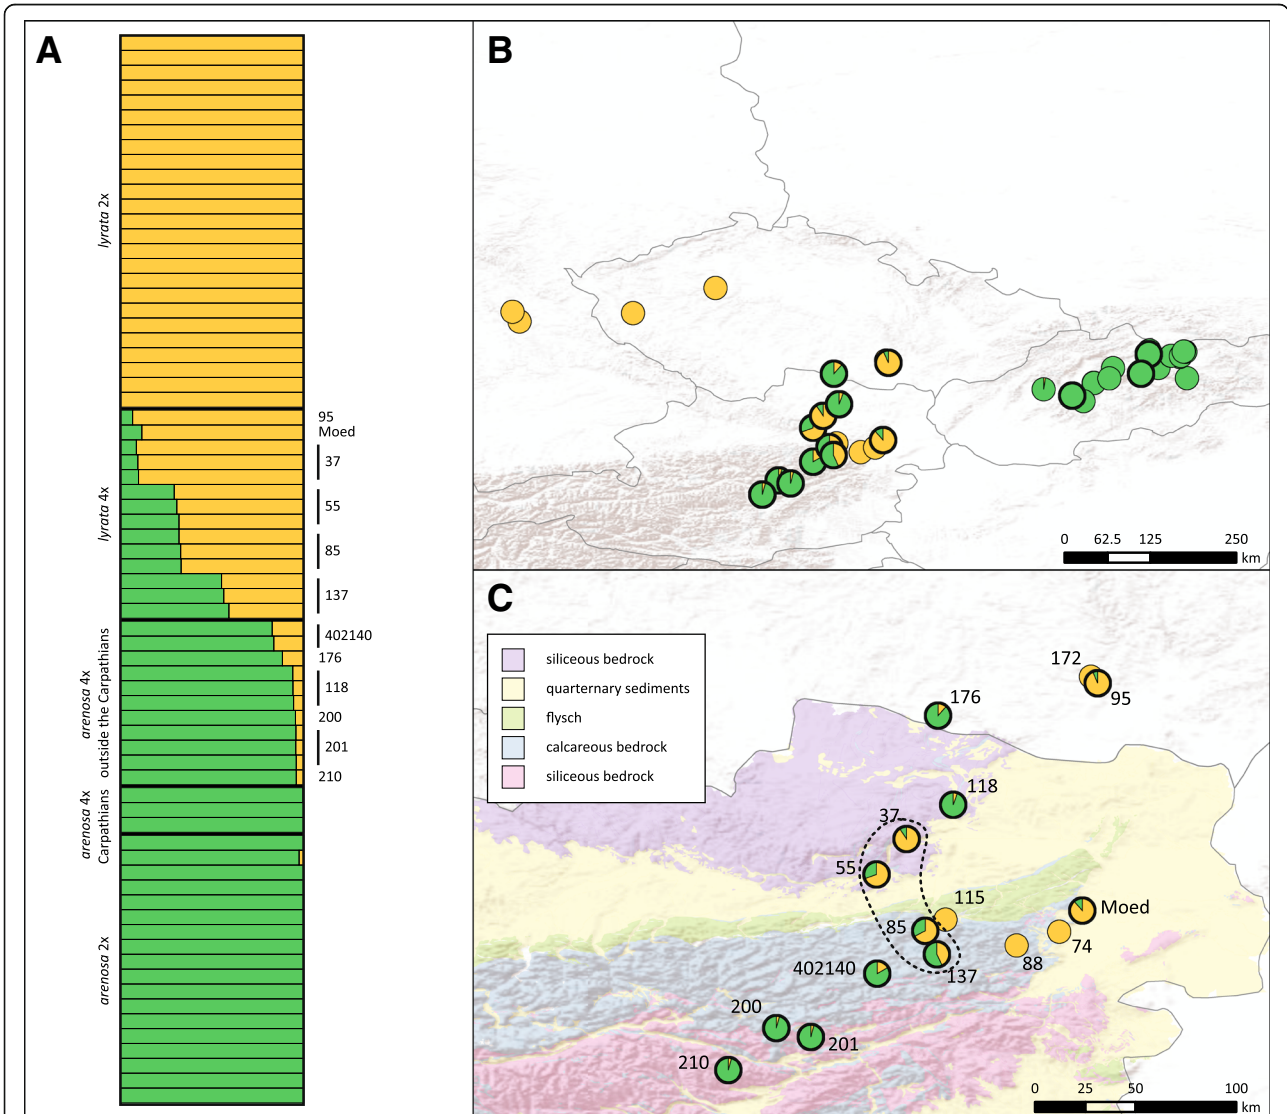 A
lyrata 2x
lyrata 4x
arenosa 4x
outside the Carpathians
arenosa 4x
Carpathians
arenosa 2x
95
Moed
37
55
85
137
402140
176
118
200
201
210
B
0 62.5 125 250 km
C
siliceous bedrock
quarternary sediments
flysch
calcareous bedrock
siliceous bedrock
172
95
176
118
37
55
115
85
Moed
74
88
137
402140
200
201
210
0 25 50 100 km